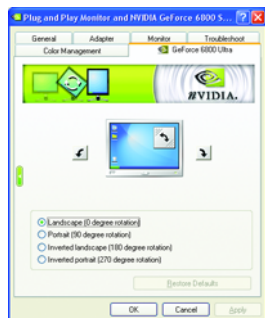 Plug and Play Monitor and NVIDIA GeForce 6800 S...
General Adapter Monitor Troubleshoot
Color Management GeForce 6800 Ultra
NVIDIA.
Landscape (0 degree rotation)
Portrait (90 degree rotation)
Inverted landscape (180 degree rotation)
Inverted portrait (270 degree rotation)
Restore Defaults
OK Cancel Apply